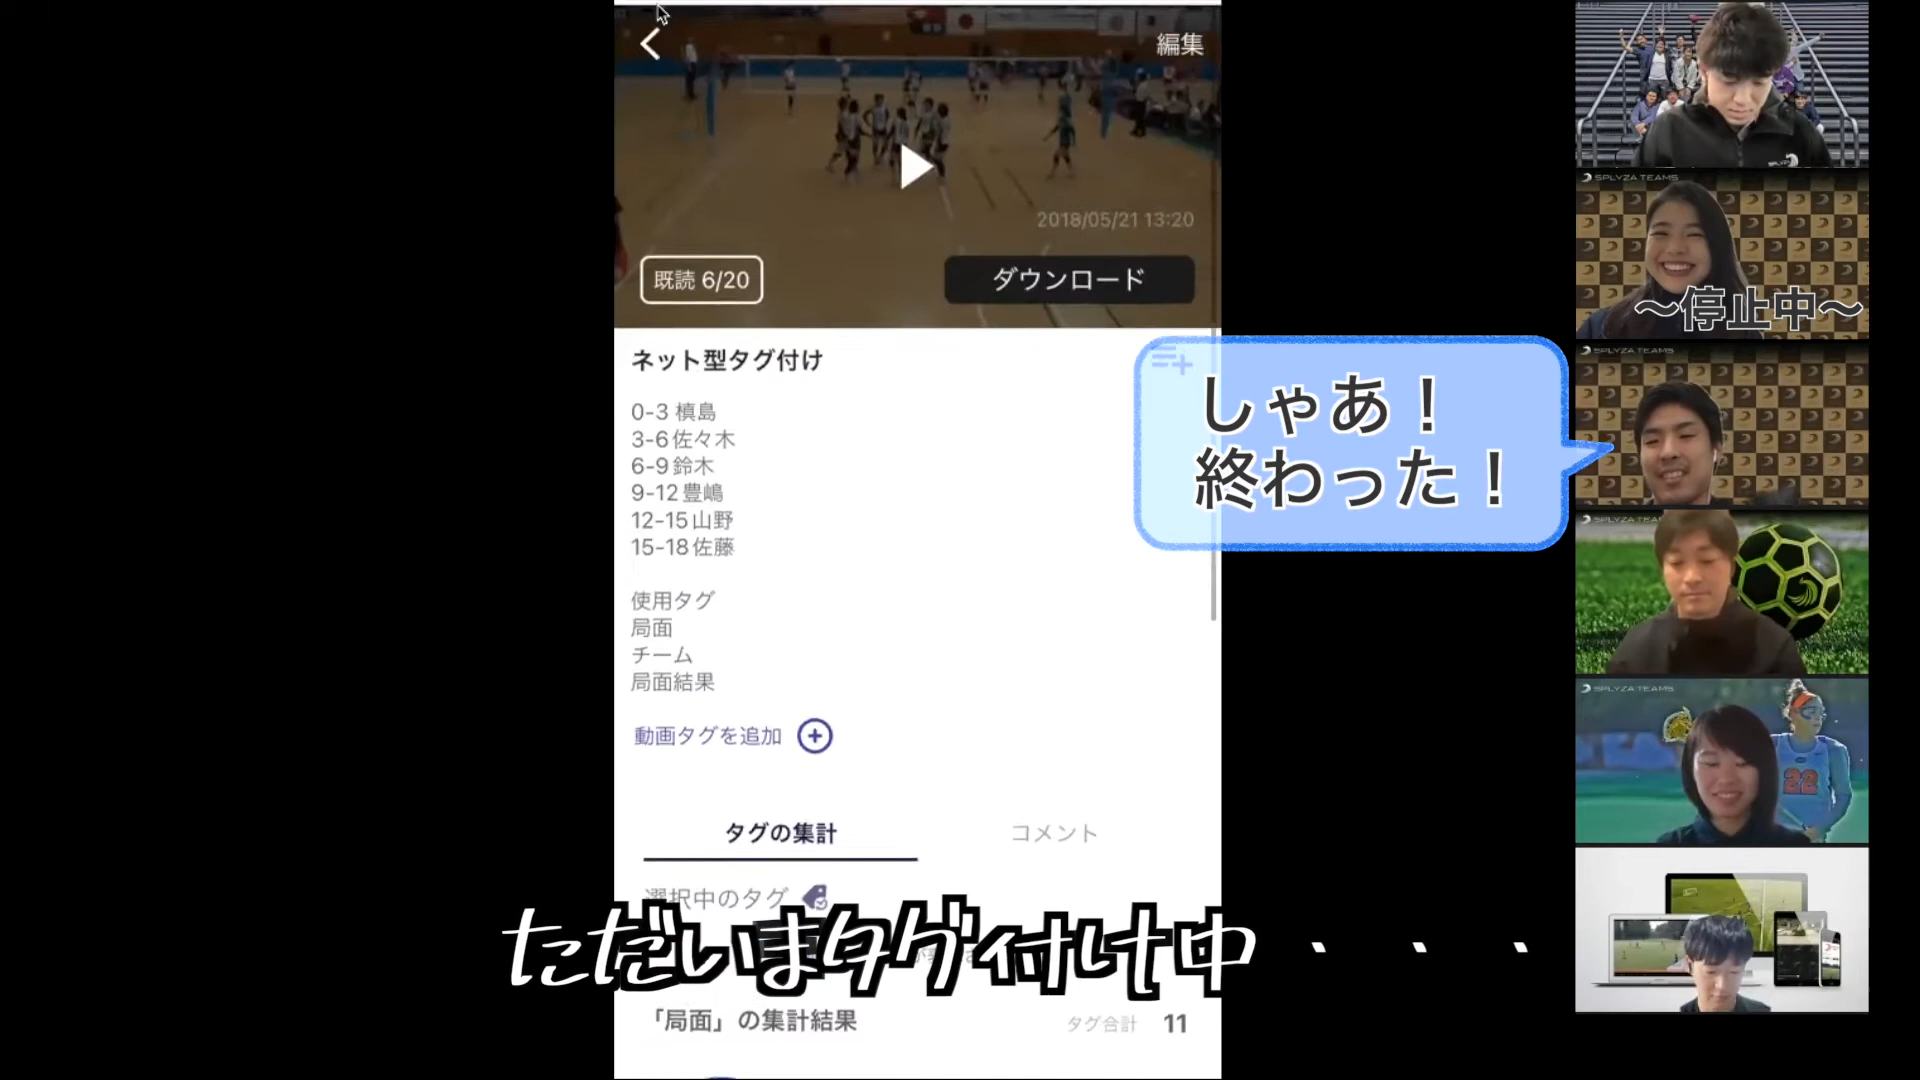 編集
2018/05/21 13:20
既読 6/20
ダウンロード
ネット型タグ付け
0-3 槙島
3-6 佐々木
6-9 鈴木
9-12 豊嶋
12-15 山野
15-18 佐藤
使用タグ
局面
チーム
局面結果
動画タグを追加
タグの集計
コメント
選択中のタグ
ただいまタグ付け中・・・
「局面」の集計結果
タグ合計 11
しゃあ！
終わった！
SPLYZA TEAMS
〜停止中〜
SPLYZA TEAMS
SPLYZA TEA
SPLYZA TEAMS
22